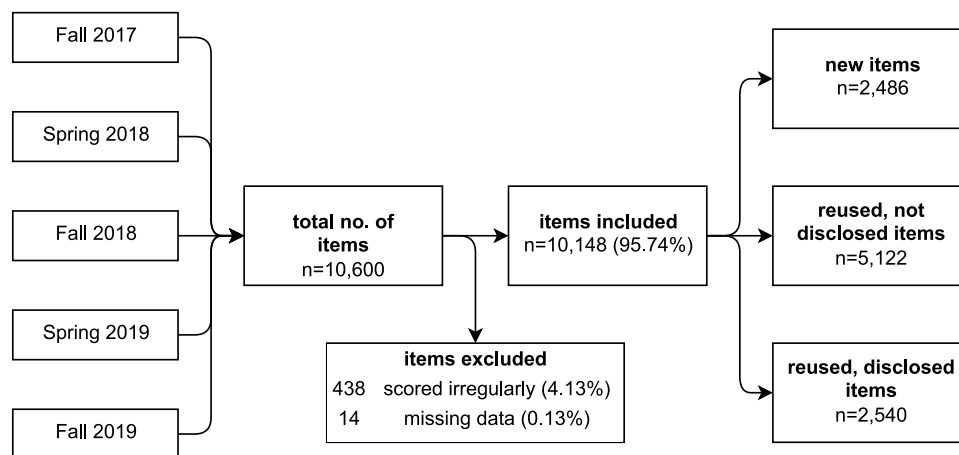 Fall 2017
Spring 2018
Fall 2018
Spring 2019
Fall 2019
total no. of
items
n=10,600
items included
n=10,148 (95.74%)
items excluded
438 scored irregularly (4.13%)
14 missing data (0.13%)
new items
n=2,486
reused, not
disclosed items
n=5,122
reused, disclosed
items
n=2,540